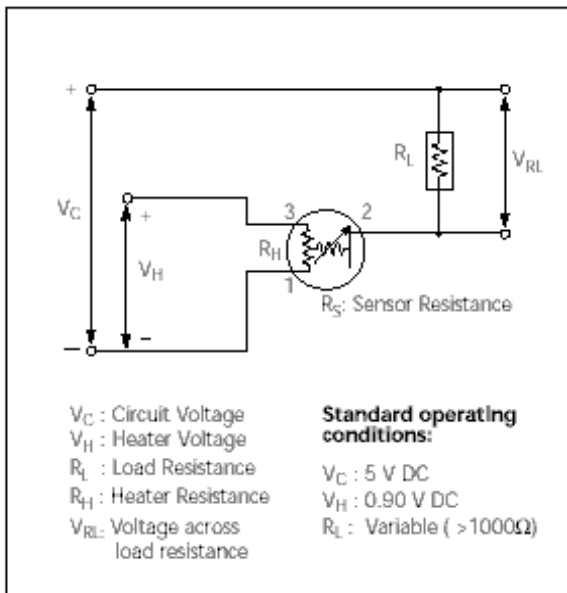 +
R_L
V_RL
V_C
+
3
2
V_H
R_H
1
−
R_S: Sensor Resistance
−
V_C : Circuit Voltage
V_H : Heater Voltage
R_L : Load Resistance
R_H : Heater Resistance
V_RL: Voltage across
load resistance
Standard operating
conditions:
V_C : 5 V DC
V_H : 0.90 V DC
R_L : Variable ( >1000Ω)